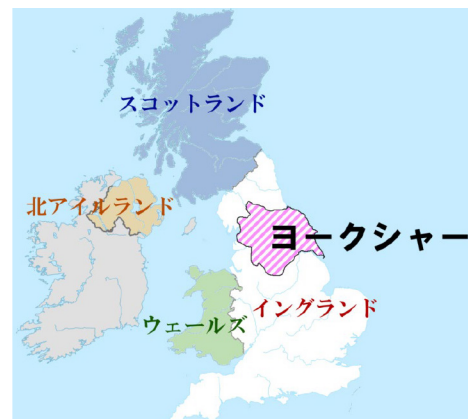 スコットランド
北アイルランド
ヨークシャー
イングランド
ウェールズ